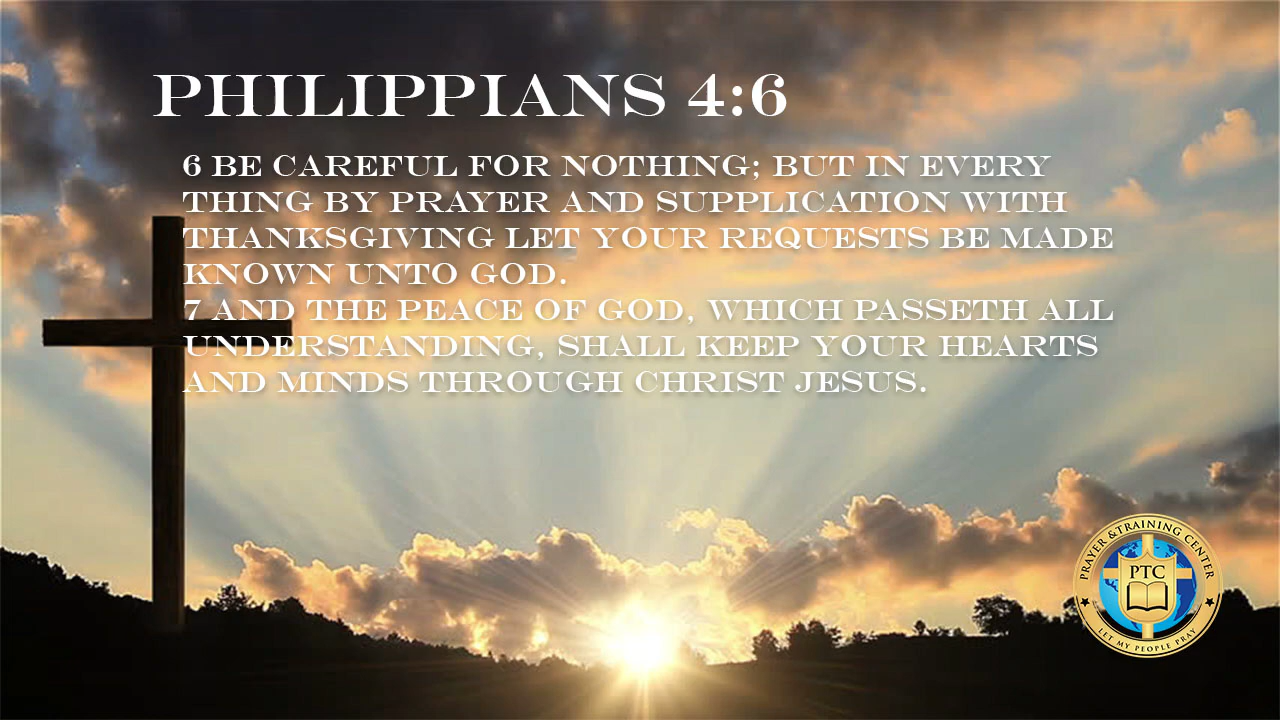 PHILIPPIANS 4:6
6 BE CAREFUL FOR NOTHING; BUT IN EVERY
THING BY PRAYER AND SUPPLICATION WITH
THANKSGIVING LET YOUR REQUESTS BE MADE
KNOWN UNTO GOD.
7 AND THE PEACE OF GOD, WHICH PASSETH ALL
UNDERSTANDING, SHALL KEEP YOUR HEARTS
AND MINDS THROUGH CHRIST JESUS.
PRAYER & TRAINING CENTER
PTC
LET MY PEOPLE PRAY